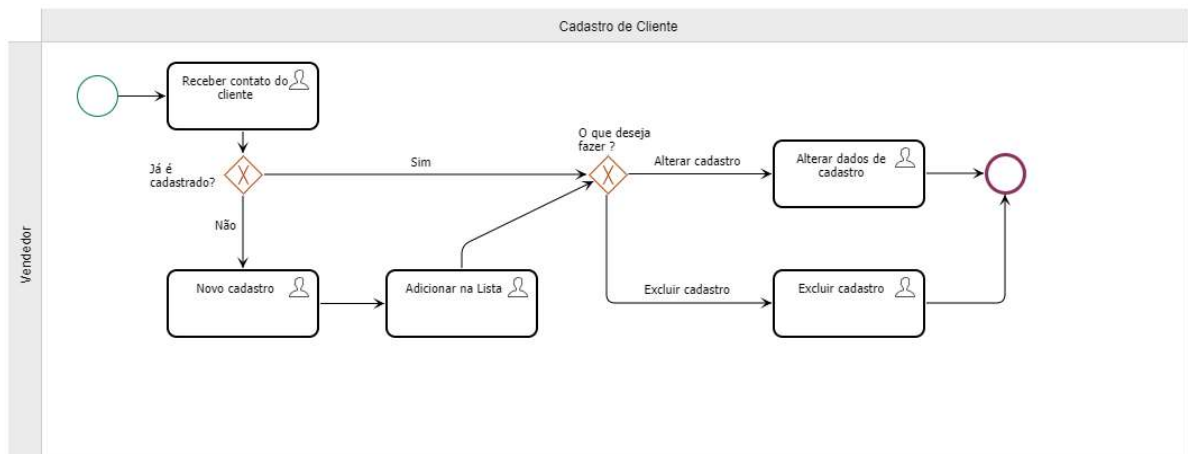 Cadastro de Cliente
Vendedor
Receber contato do
cliente
Já é
cadastrado?
Sim
Não
Novo cadastro
Adicionar na Lista
O que deseja
fazer ?
Alterar cadastro
Alterar dados de
cadastro
Excluir cadastro
Excluir cadastro